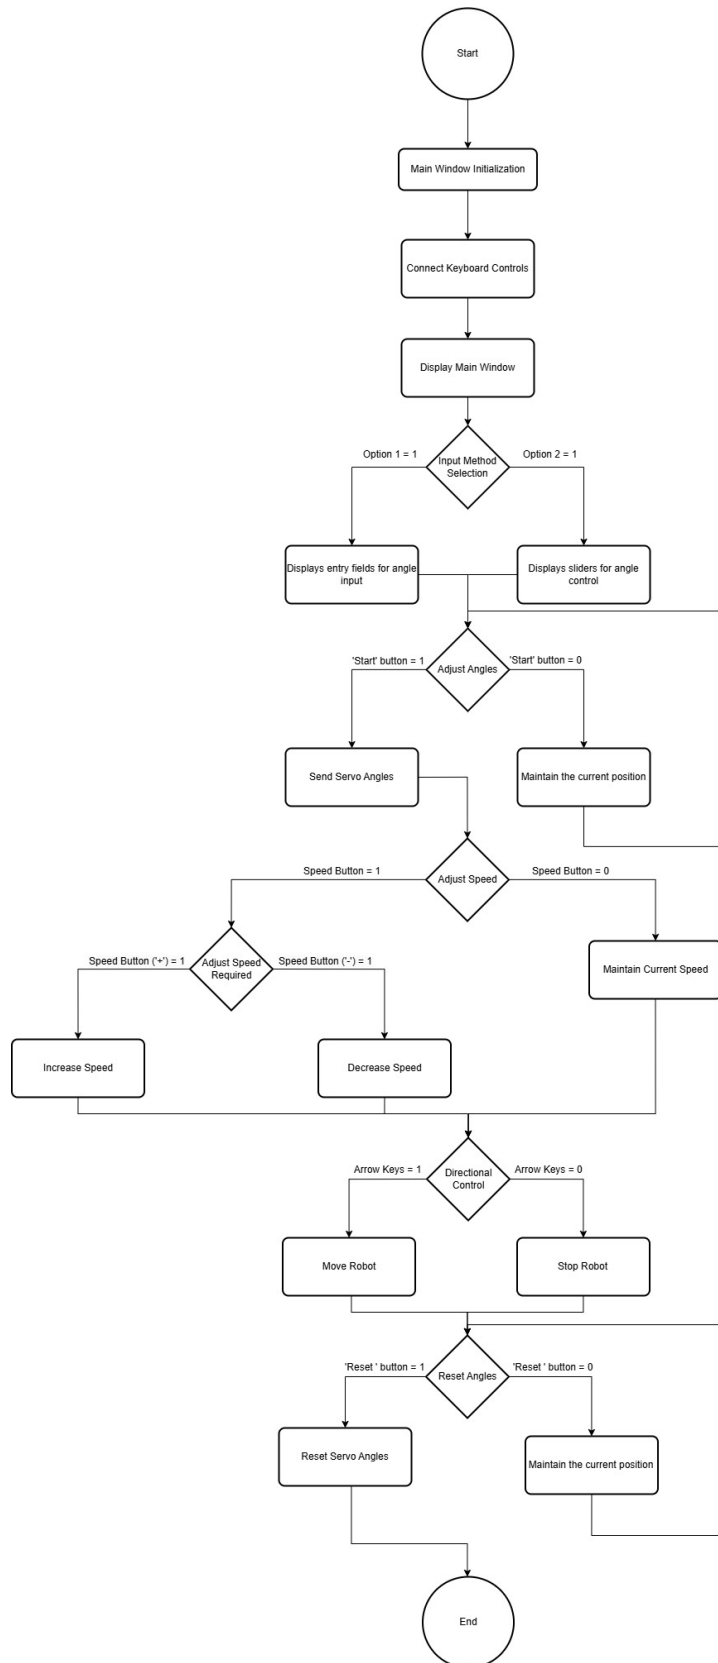 Start
Main Window Initialization
Connect Keyboard Controls
Display Main Window
Option 1 = 1
Input Method
Selection
Option 2 = 1
Displays entry fields for angle
input
Displays sliders for angle
control
'Start' button = 1
Adjust Angles
'Start' button = 0
Send Servo Angles
Maintain the current position
Speed Button = 1
Adjust Speed
Speed Button = 0
Speed Button ('+') = 1
Adjust Speed
Required
Speed Button ('-') = 1
Maintain Current Speed
Increase Speed
Decrease Speed
Arrow Keys = 1
Directional
Control
Arrow Keys = 0
Move Robot
Stop Robot
'Reset ' button = 1
Reset Angles
'Reset ' button = 0
Reset Servo Angles
Maintain the current position
End